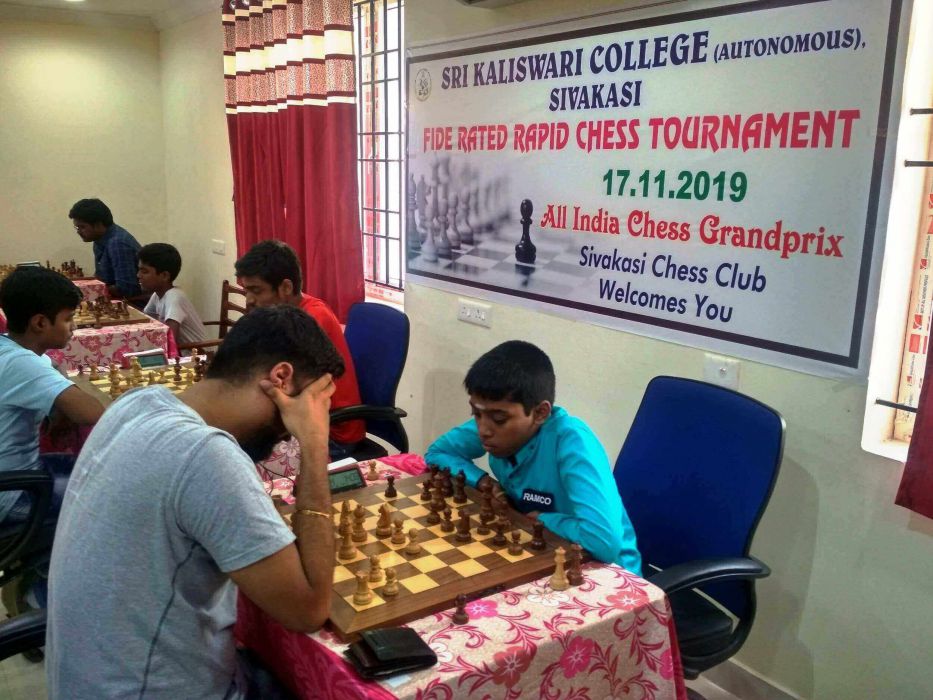 SRI KALISWARI COLLEGE (AUTONOMOUS),
SIVAKASI
FIDE RATED RAPID CHESS TOURNAMENT
17.11.2019
All India Chess Grandprix
Sivakasi Chess Club
Welcomes You
RAMCO